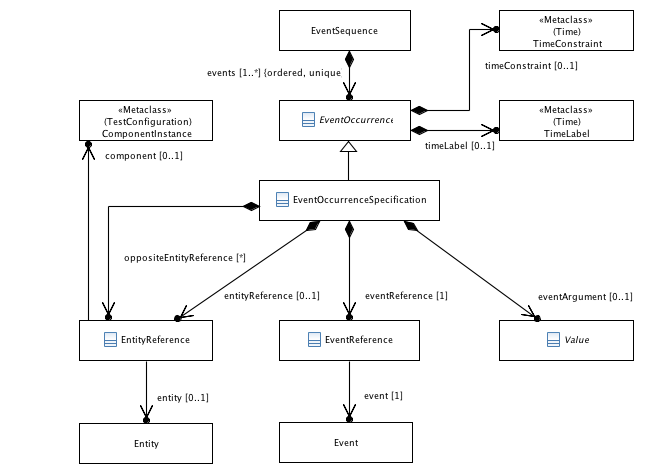 EventSequence
«Metaclass»
(Time)
TimeConstraint
events [1..*] {ordered, unique
timeConstraint [0..1]
«Metaclass»
(TestConfiguration)
ComponentInstance
EventOccurrence
«Metaclass»
(Time)
TimeLabel
component [0..1]
timeLabel [0..1]
EventOccurrenceSpecification
oppositeEntityReference [*]
entityReference [0..1]
eventReference [1]
eventArgument [0..1]
EntityReference
EventReference
Value
entity [0..1]
event [1]
Entity
Event